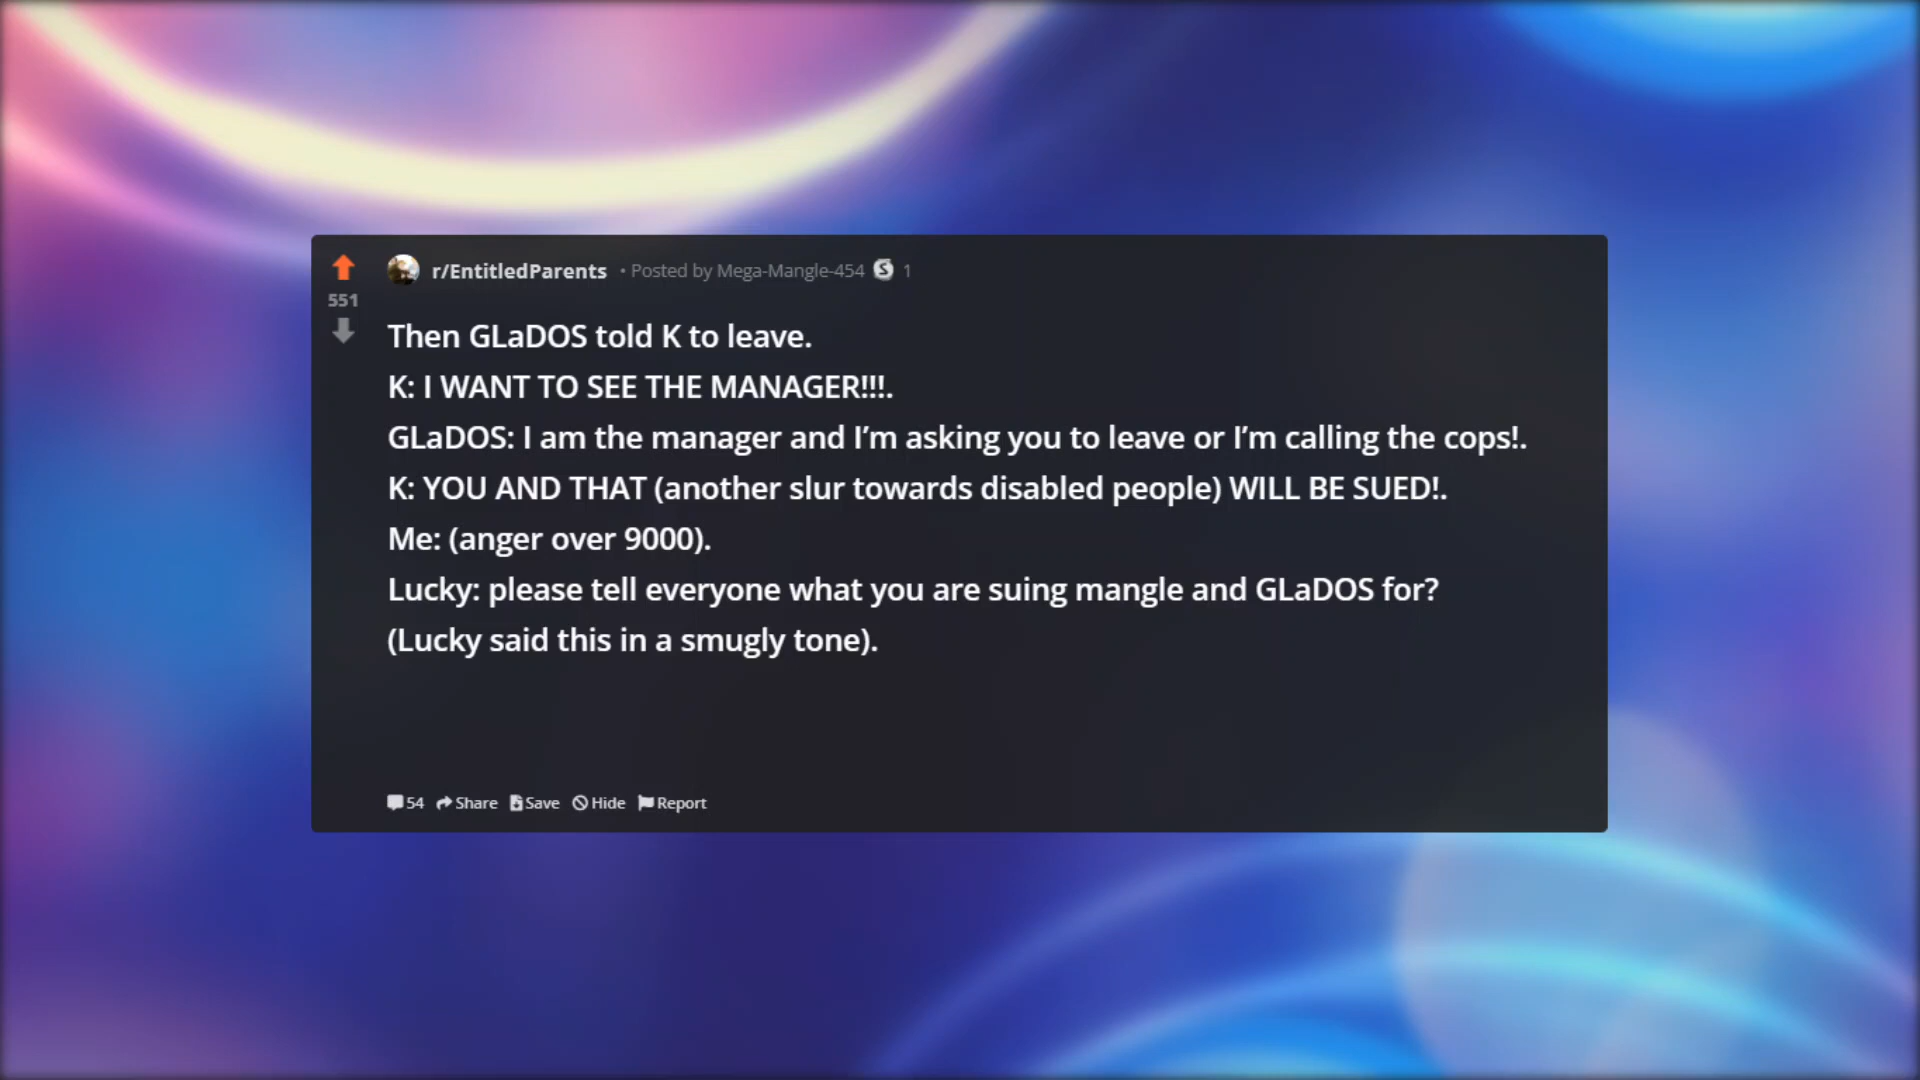 r/EntitledParents • Posted by Mega-Mangle-454 S 1
551
Then GLaDOS told K to leave.
K: I WANT TO SEE THE MANAGER!!!.
GLaDOS: I am the manager and I’m asking you to leave or I’m calling the cops!.
K: YOU AND THAT (another slur towards disabled people) WILL BE SUED!.
Me: (anger over 9000).
Lucky: please tell everyone what you are suing mangle and GLaDOS for?
(Lucky said this in a smugly tone).
54 Share Save Hide Report